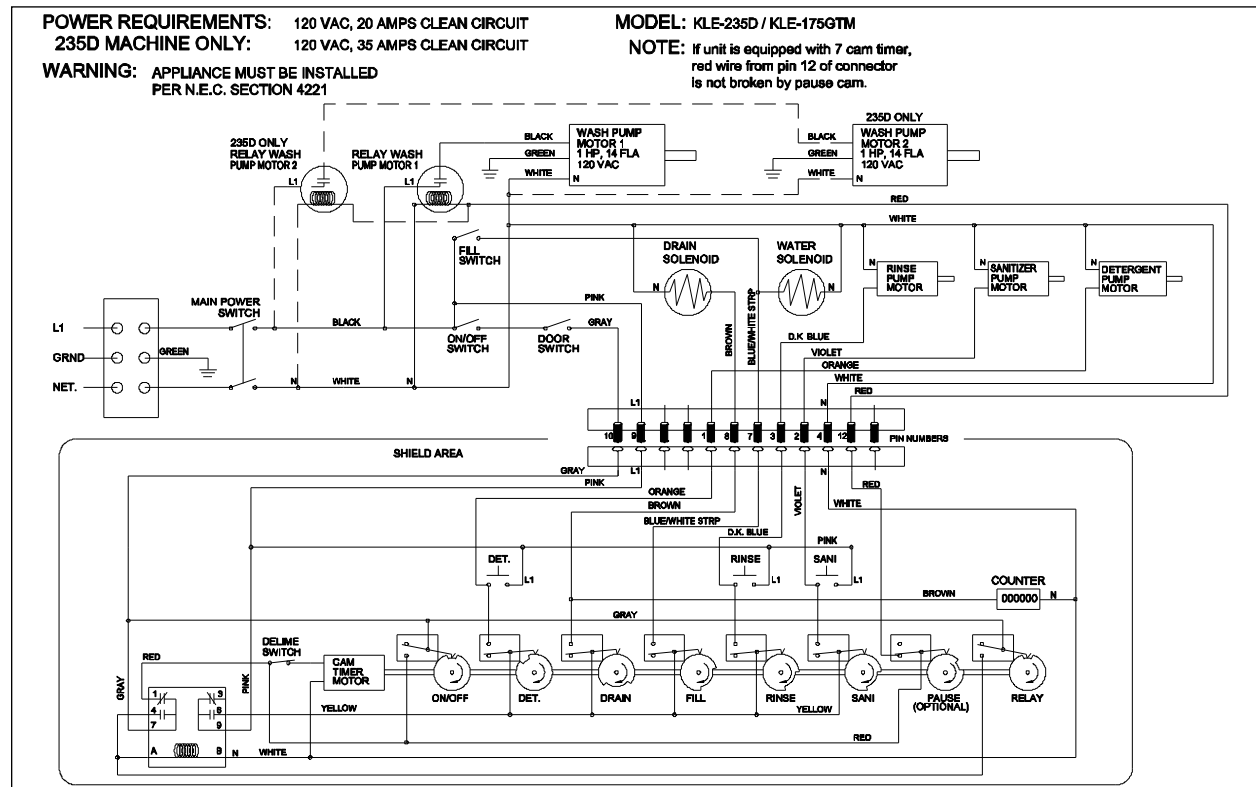 POWER REQUIREMENTS: 120 VAC, 20 AMPS CLEAN CIRCUIT
235D MACHINE ONLY: 120 VAC, 35 AMPS CLEAN CIRCUIT
WARNING: APPLIANCE MUST BE INSTALLED
PER N.E.C. SECTION 4221
MODEL: KLE-235D / KLE-175GTM
NOTE: If unit is equipped with 7 cam timer,
red wire from pin 12 of connector
is not broken by pause cam.
235D ONLY
RELAY WASH
PUMP MOTOR 2
L1
RELAY WASH
PUMP MOTOR 1
L1
BLACK
GREEN
WHITE
WASH PUMP
MOTOR 1
1 HP, 14 FLA
120 VAC
N
235D ONLY
BLACK
GREEN
WHITE
WASH PUMP
MOTOR 2
1 HP, 14 FLA
120 VAC
N
RED
WHITE
FILL
SWITCH
DRAIN
SOLENOID
N
WATER
SOLENOID
N
N
RINSE
PUMP
MOTOR
N
SANITIZER
PUMP
MOTOR
N
DETERGENT
PUMP
MOTOR
MAIN POWER
SWITCH
L1
GRND
NET.
GREEN
BLACK
N
WHITE
N
PINK
ON/OFF
SWITCH
DOOR
SWITCH
GRAY
BROWN
BLUE/WHITE STRP
D.K BLUE
VIOLET
ORANGE
WHITE
RED
L1
N
10 9 1 8 7 3 2 4 12
PIN NUMBERS
SHIELD AREA
GRAY
L1
N
PINK
ORANGE
BROWN
BLUE/WHITE STRP
D.K. BLUE
VIOLET
RED
WHITE
PINK
DET.
L1
RINSE
L1
SANI
L1
COUNTER
000000
N
BROWN
GRAY
DELIME
SWITCH
RED
CAM
TIMER
MOTOR
ON/OFF
DET.
DRAIN
FILL
RINSE
SANI
PAUSE
(OPTIONAL)
RELAY
GRAY
PINK
1 3
4 6
7 9
A B
N
WHITE
YELLOW
YELLOW
RED